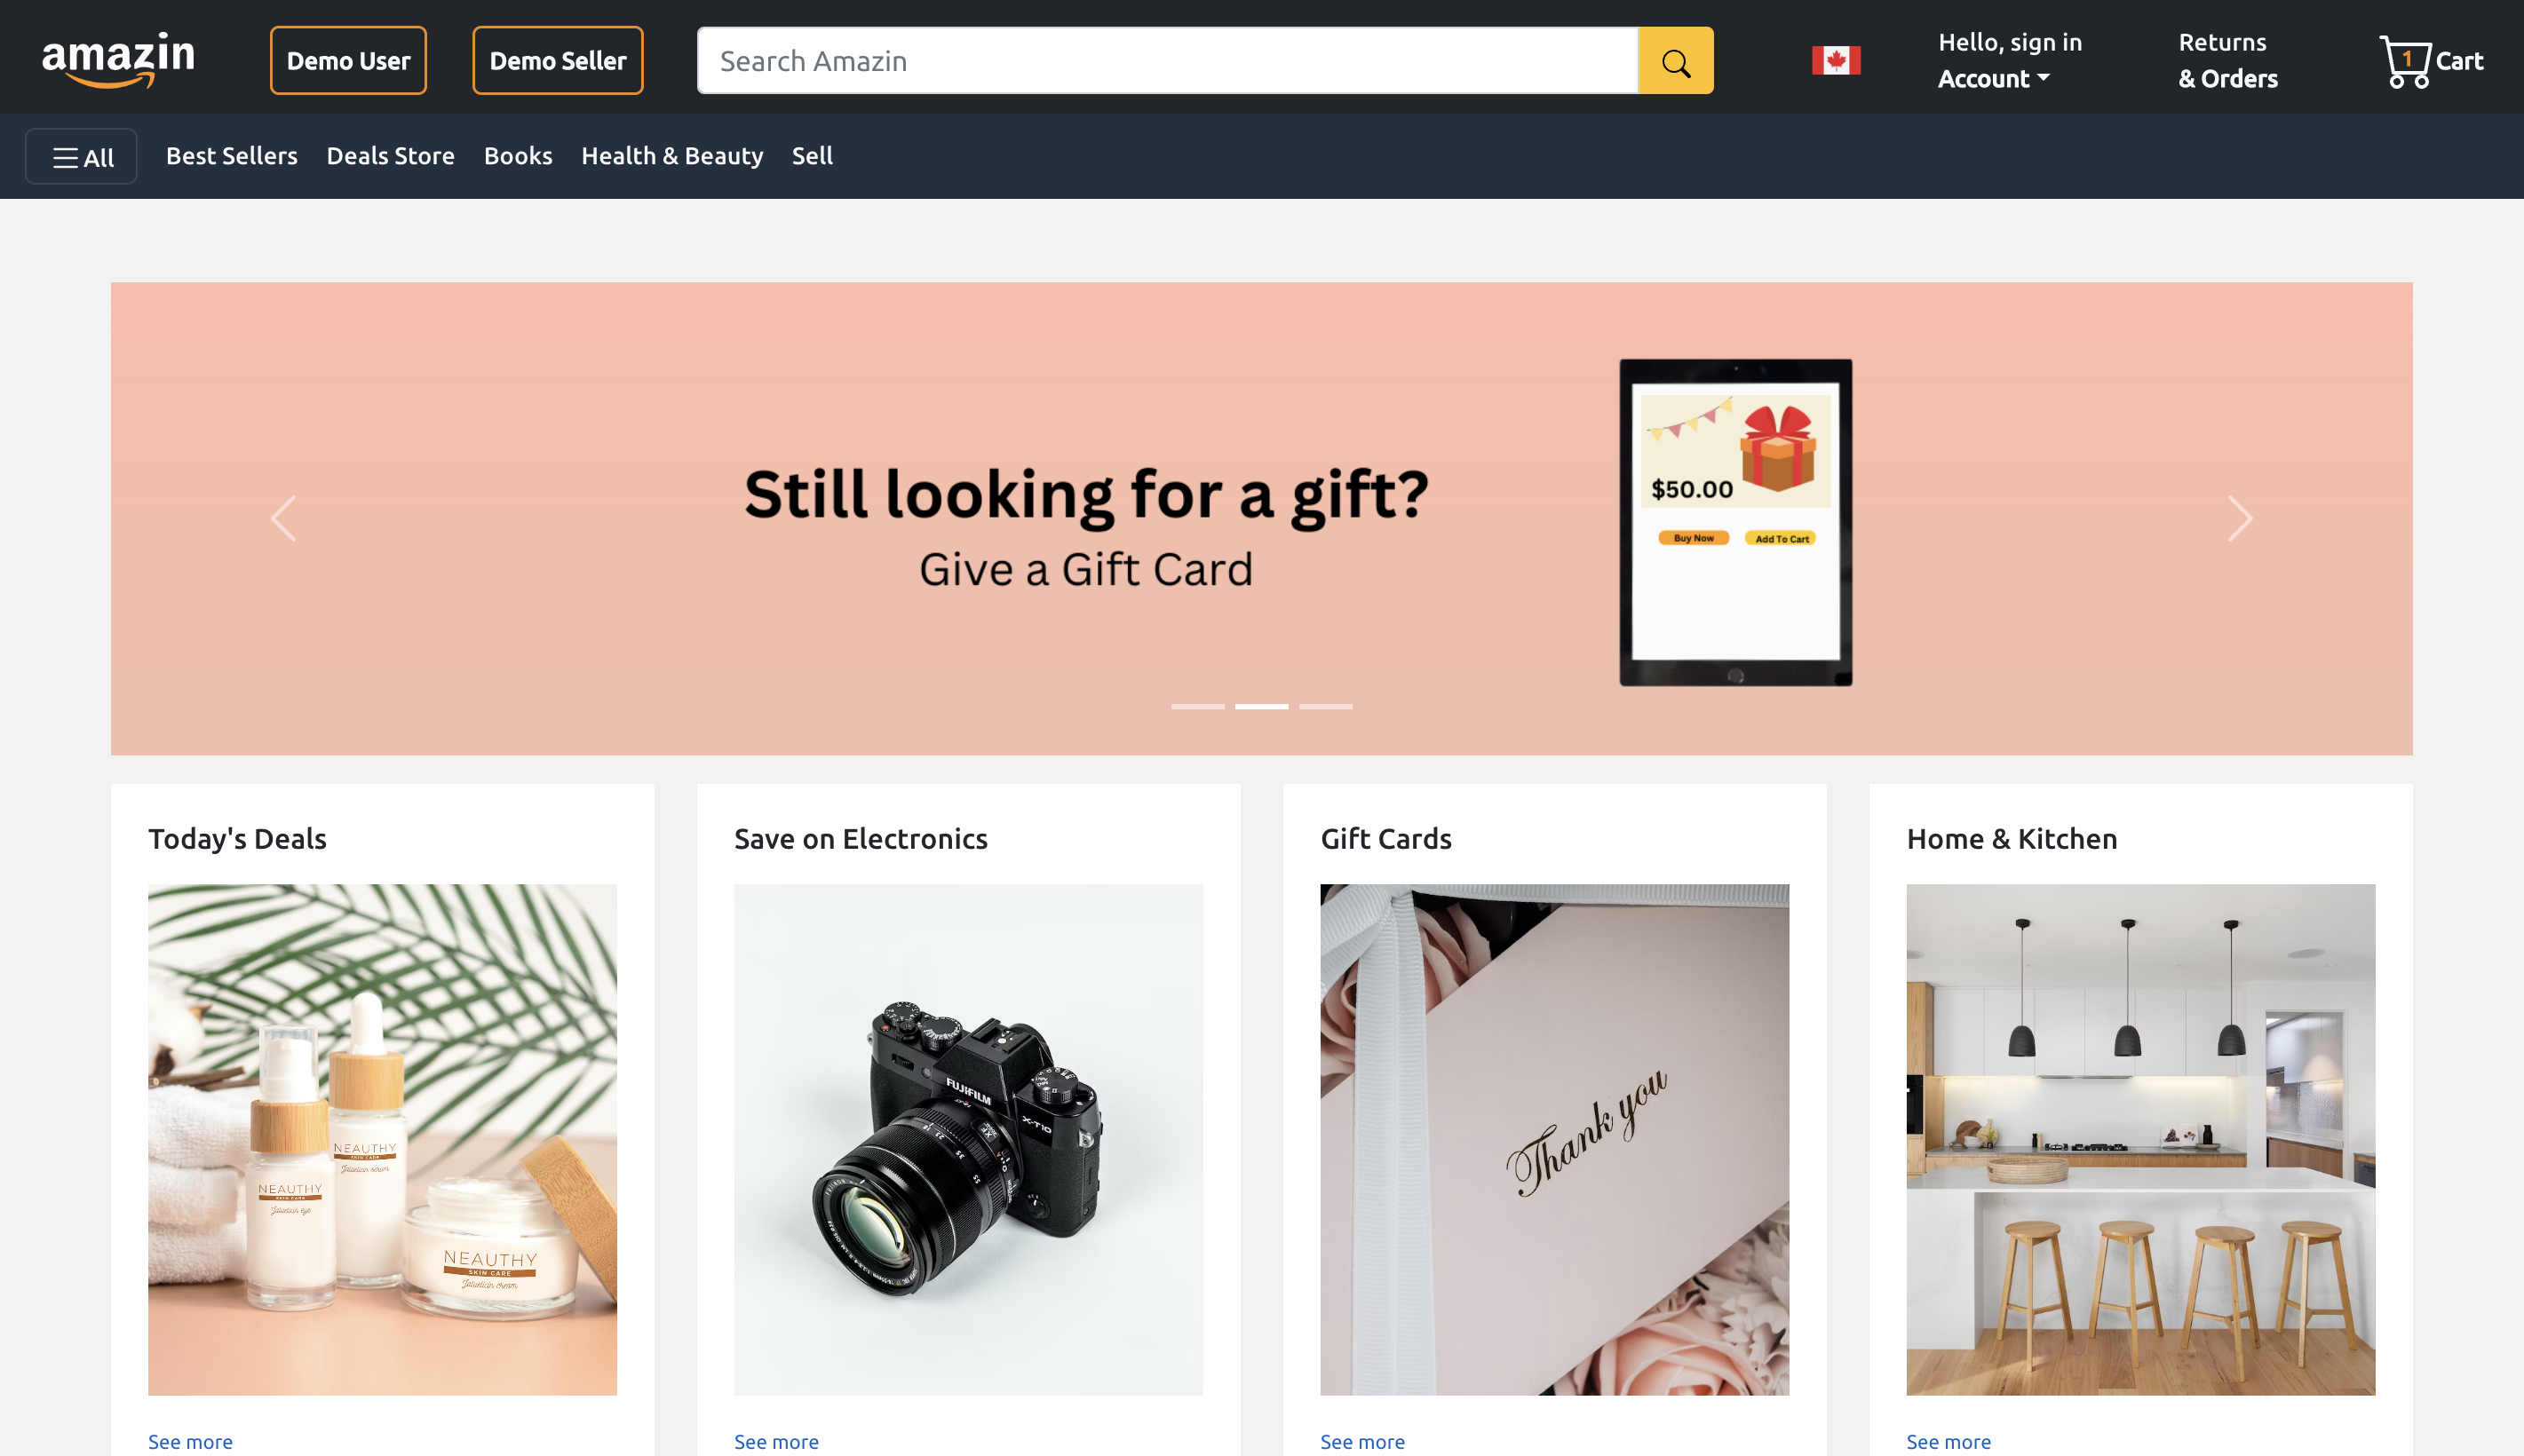 amazin
Demo User
Demo Seller
Search Amazin
Hello, sign in
Account
Returns
& Orders
1
Cart
All
Best Sellers
Deals Store
Books
Health & Beauty
Sell
Still looking for a gift?
Give a Gift Card
$50.00
Buy Now
Add To Cart
Today's Deals
Save on Electronics
Gift Cards
Home & Kitchen
NEAUTHY
SKIN CARE
NEAUTHY
SKIN CARE
NEAUTHY
SKIN CARE
FUJIFILM
X-T10
Thank you
See more
See more
See more
See more